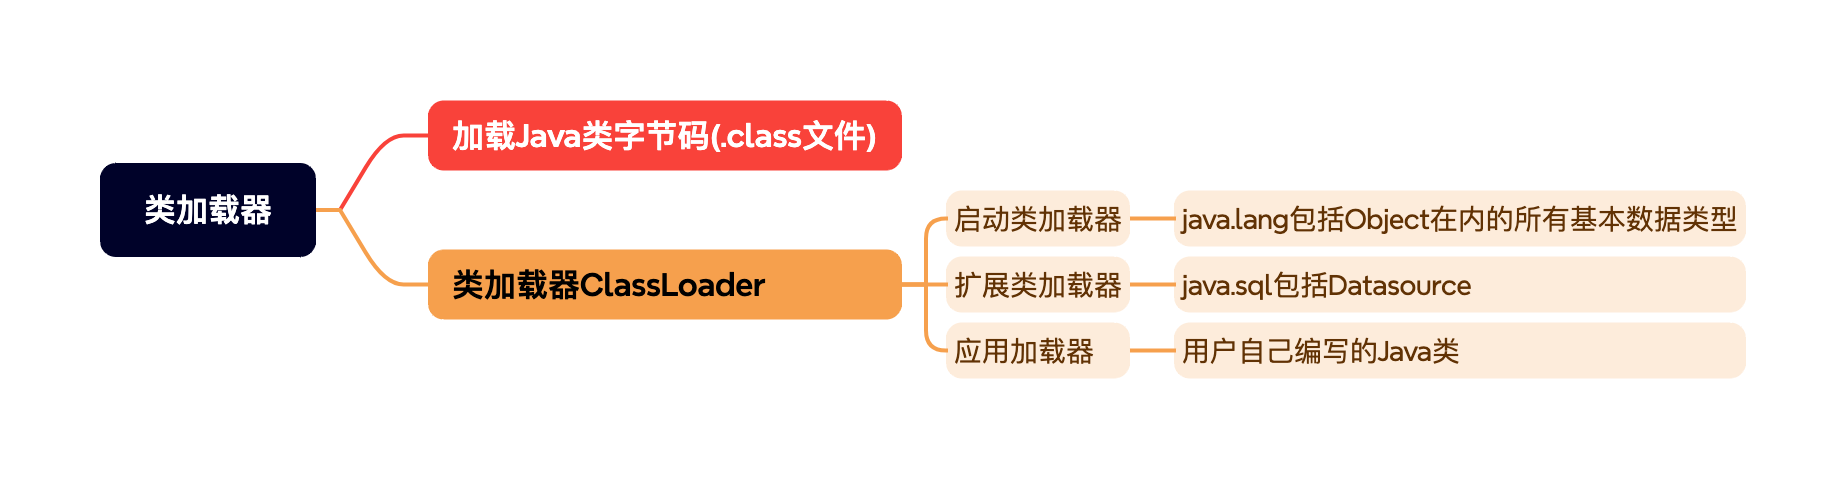 类加载器
加载Java类字节码(.class文件)
类加载器ClassLoader
启动类加载器
java.lang包括Object在内的所有基本数据类型
扩展类加载器
java.sql包括Datasource
应用加载器
用户自己编写的Java类